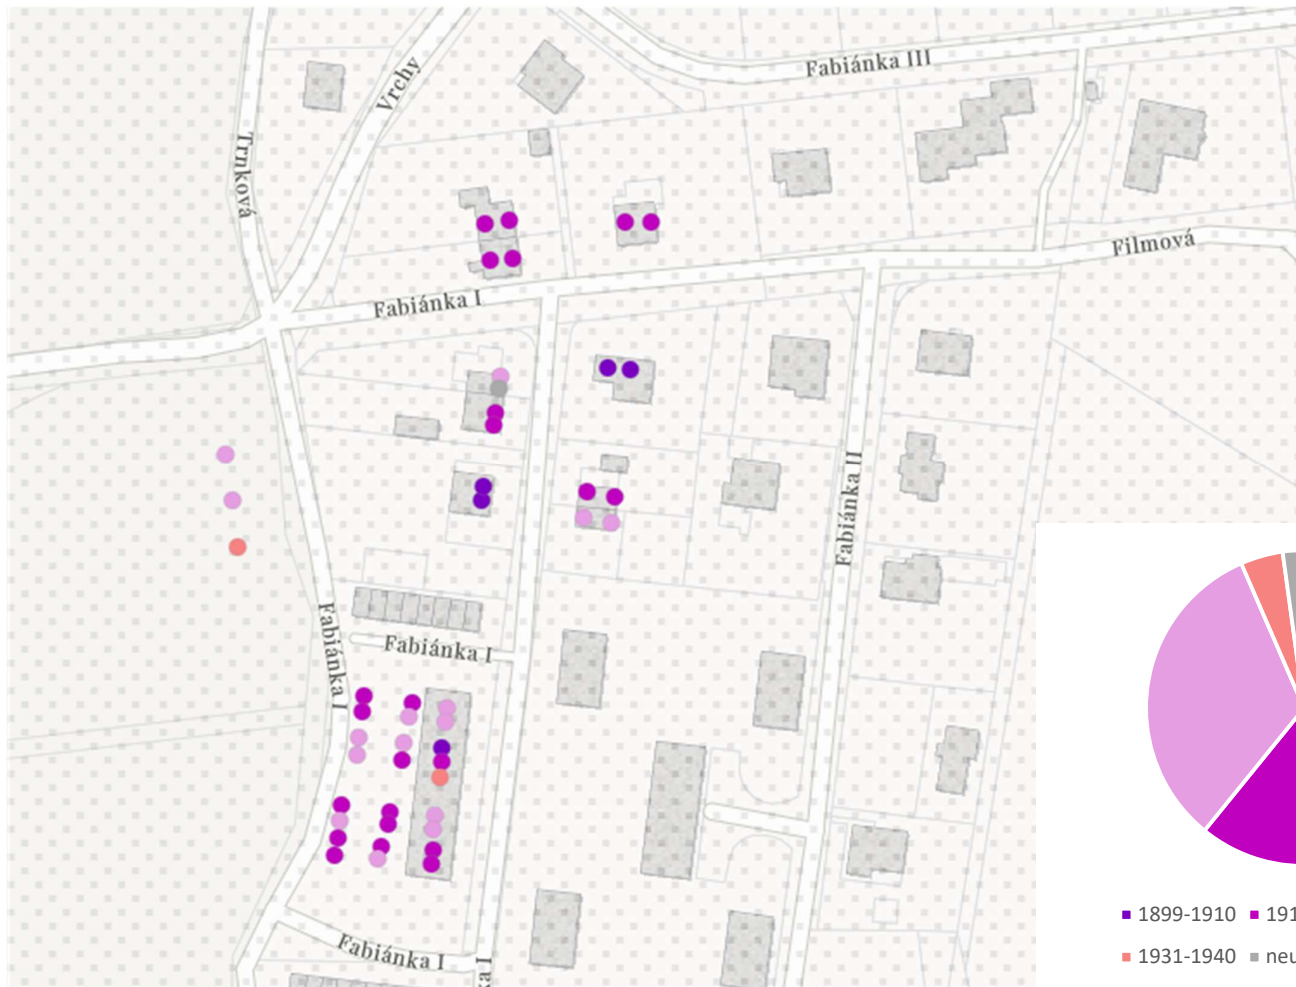 Fabiánka III
Vrchy
Trnková
Filmová
Fabiánka I
Fabiánka II
Fabiánka I
Fabiánka I
Fabiánka I
1899-1910
1931-1940